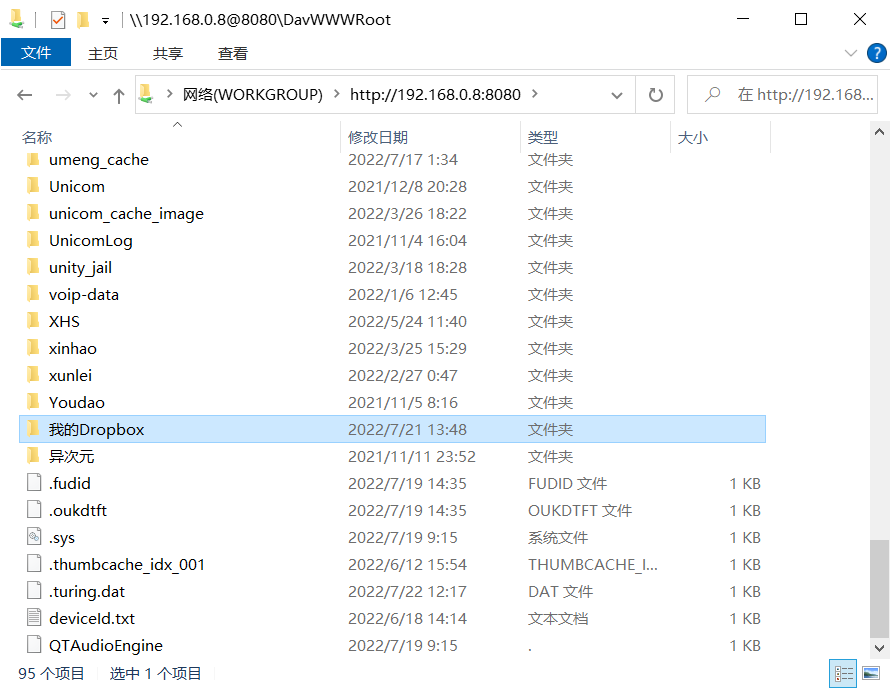 \\192.168.0.8@8080\DavWWWRoot
文件 主页 共享 查看 ?
网络(WORKGROUP) http://192.168.0.8:8080 在 http://192.168...
名称 修改日期 类型 大小
umeng_cache 2022/7/17 1:34 文件夹
Unicom 2021/12/8 20:28 文件夹
unicom_cache_image 2022/3/26 18:22 文件夹
UnicomLog 2021/11/4 16:04 文件夹
unity_jail 2022/3/18 18:28 文件夹
voip-data 2022/1/6 12:45 文件夹
XHS 2022/5/24 11:40 文件夹
xinhao 2022/3/25 15:29 文件夹
xunlei 2022/2/27 0:47 文件夹
Youdao 2021/11/5 8:16 文件夹
我的Dropbox 2022/7/21 13:48 文件夹
异次元 2021/11/11 23:52 文件夹
.fudid 2022/7/19 14:35 FUDID 文件 1 KB
.oukdtft 2022/7/19 14:35 OUKDTFT 文件 1 KB
.sys 2022/7/19 9:15 系统文件 1 KB
.thumbcache_idx_001 2022/6/12 15:54 THUMBCACHE_I... 1 KB
.turing.dat 2022/7/22 12:17 DAT 文件 1 KB
deviceId.txt 2022/6/18 14:14 文本文档 1 KB
QTAudioEngine 2022/7/19 9:15 . 1 KB
95 个项目 选中 1 个项目